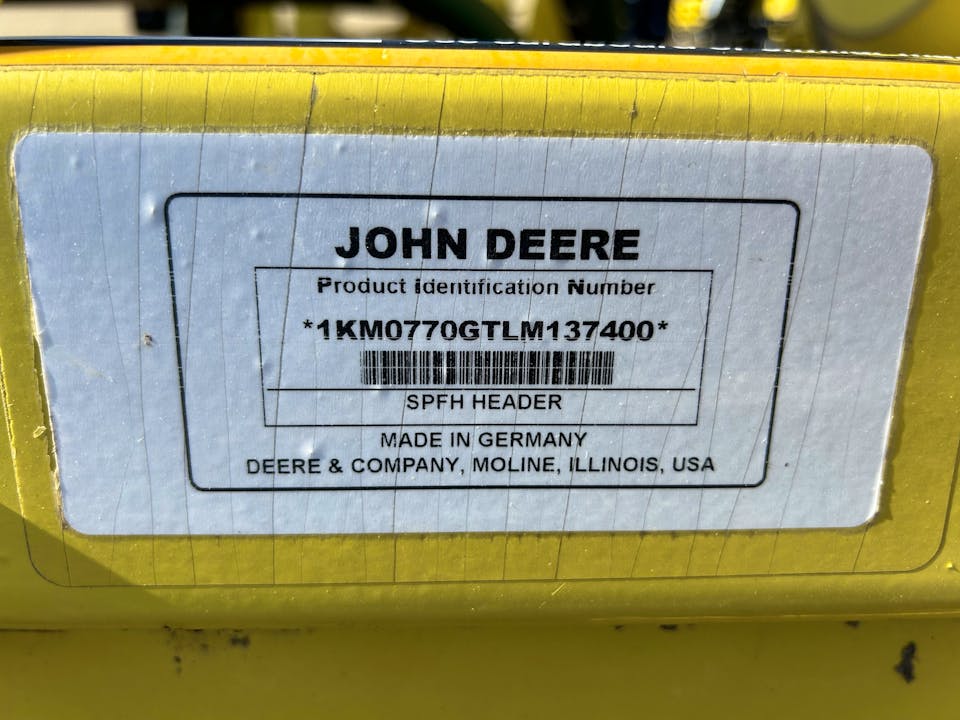 JOHN DEERE
Product Identification Number
*1KM0770GTLM137400*
SPFH HEADER
MADE IN GERMANY
DEERE & COMPANY, MOLINE, ILLINOIS, USA